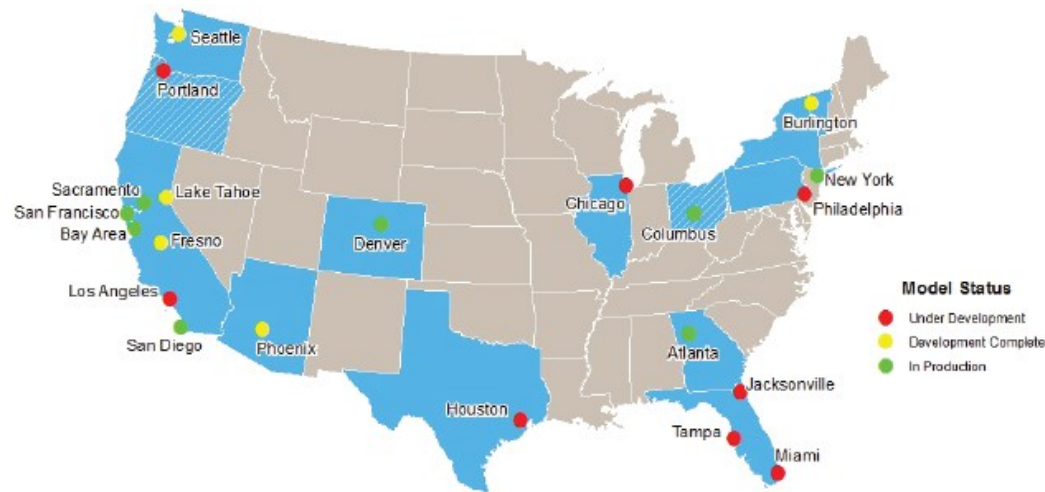 Seattle
Portland
Burlington
Sacramento
Lake Tahoe
San Francisco
Bay Area
Fresno
Denver
Chicago
Columbus
New York
Philadelphia
Los Angeles
San Diego
Phoenix
Atlanta
Houston
Jacksonville
Tampa
Miami
Model Status
Under Development
Development Complete
In Production